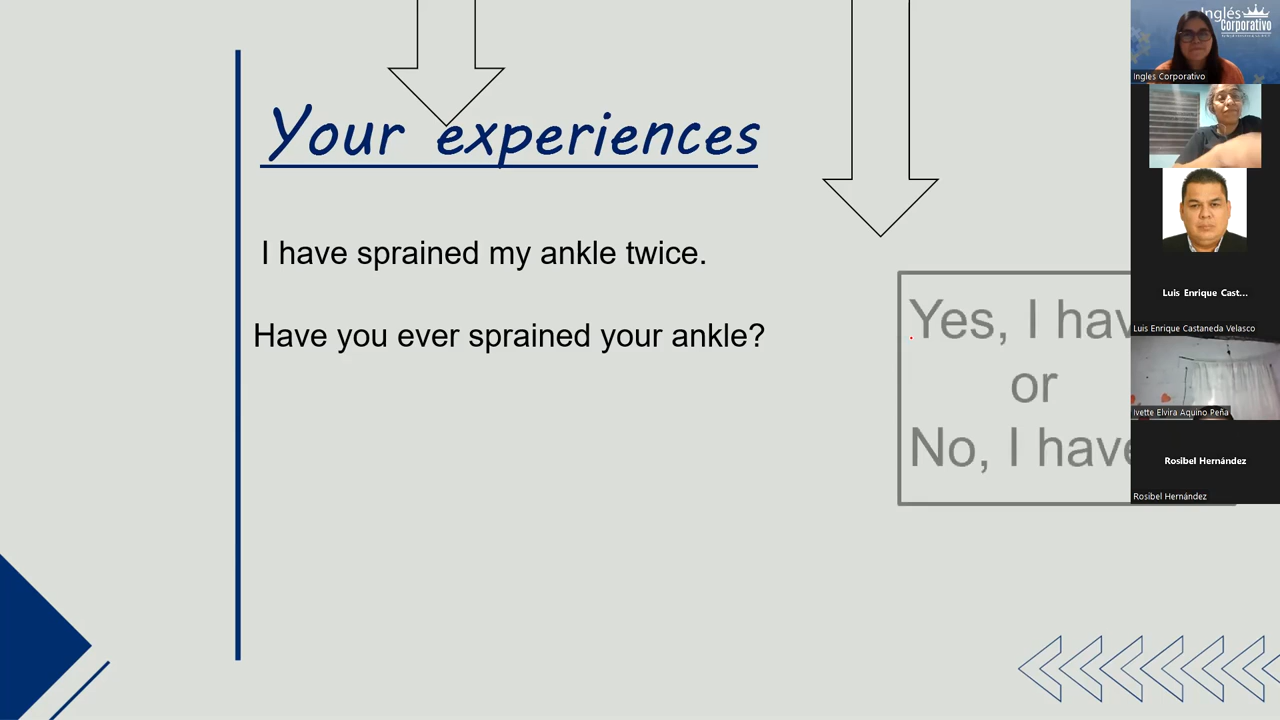 Your experiences
I have sprained my ankle twice.
Have you ever sprained your ankle?
Yes, I hav
or
No, I have
Inglés
Corporativo
Ingles Corporativo
Luis Enrique Cast...
Luis Enrique Castaneda Velasco
Ivette Elvira Aquino Peña
Rosibel Hernández
Rosibel Hernández